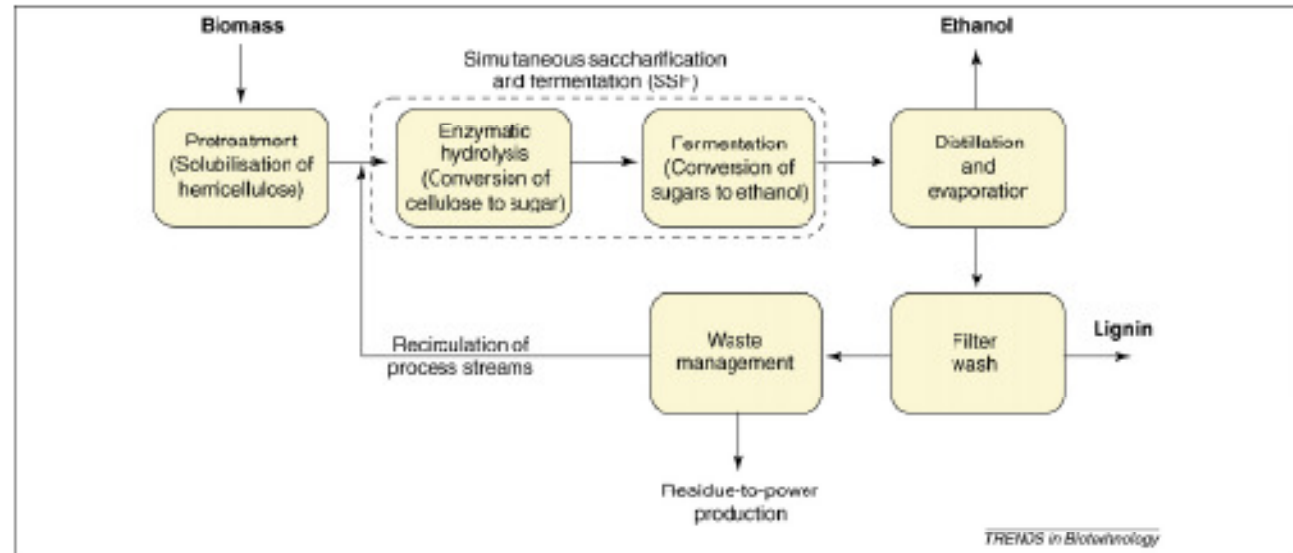 Biomass
Ethanol
Simultaneous saccharification
and fermentation (SSF)
Pretreatment
(Solubilisation of
hemicellulose)
Enzymatic
hydrolysis
(Conversion of
cellulose to sugar)
Fermentation
(Conversion of
sugars to ethanol)
Distillation
and
evaporation
Recirculation of
process streams
Waste
management
Filter
wash
Lignin
Residue-to-power
production
TRENDS in Biotechnology